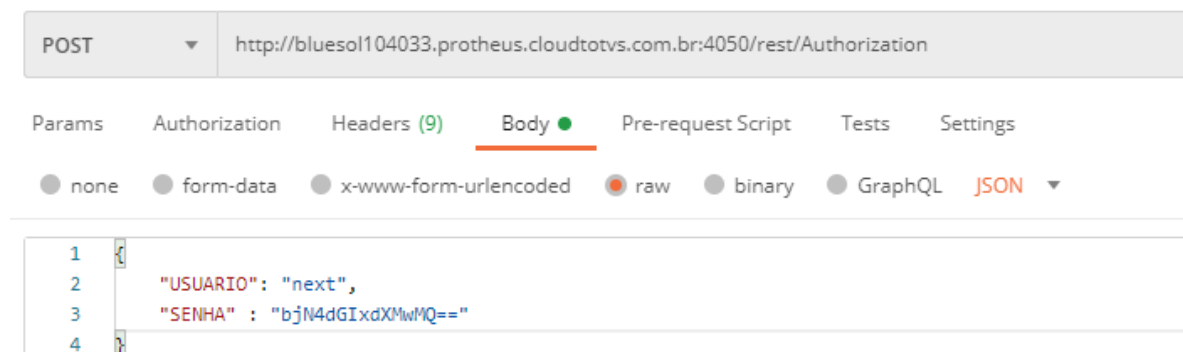 POST http://bluesol104033.protheus.cloudtotvs.com.br:4050/rest/Authorization
Params Authorization Headers (9) Body Pre-request Script Tests Settings
none form-data x-www-form-urlencoded raw binary GraphQL JSON
1 {
2 "USUARIO": "next",
3 "SENHA" : "bjN4dGIxdXMwMQ=="
4 }